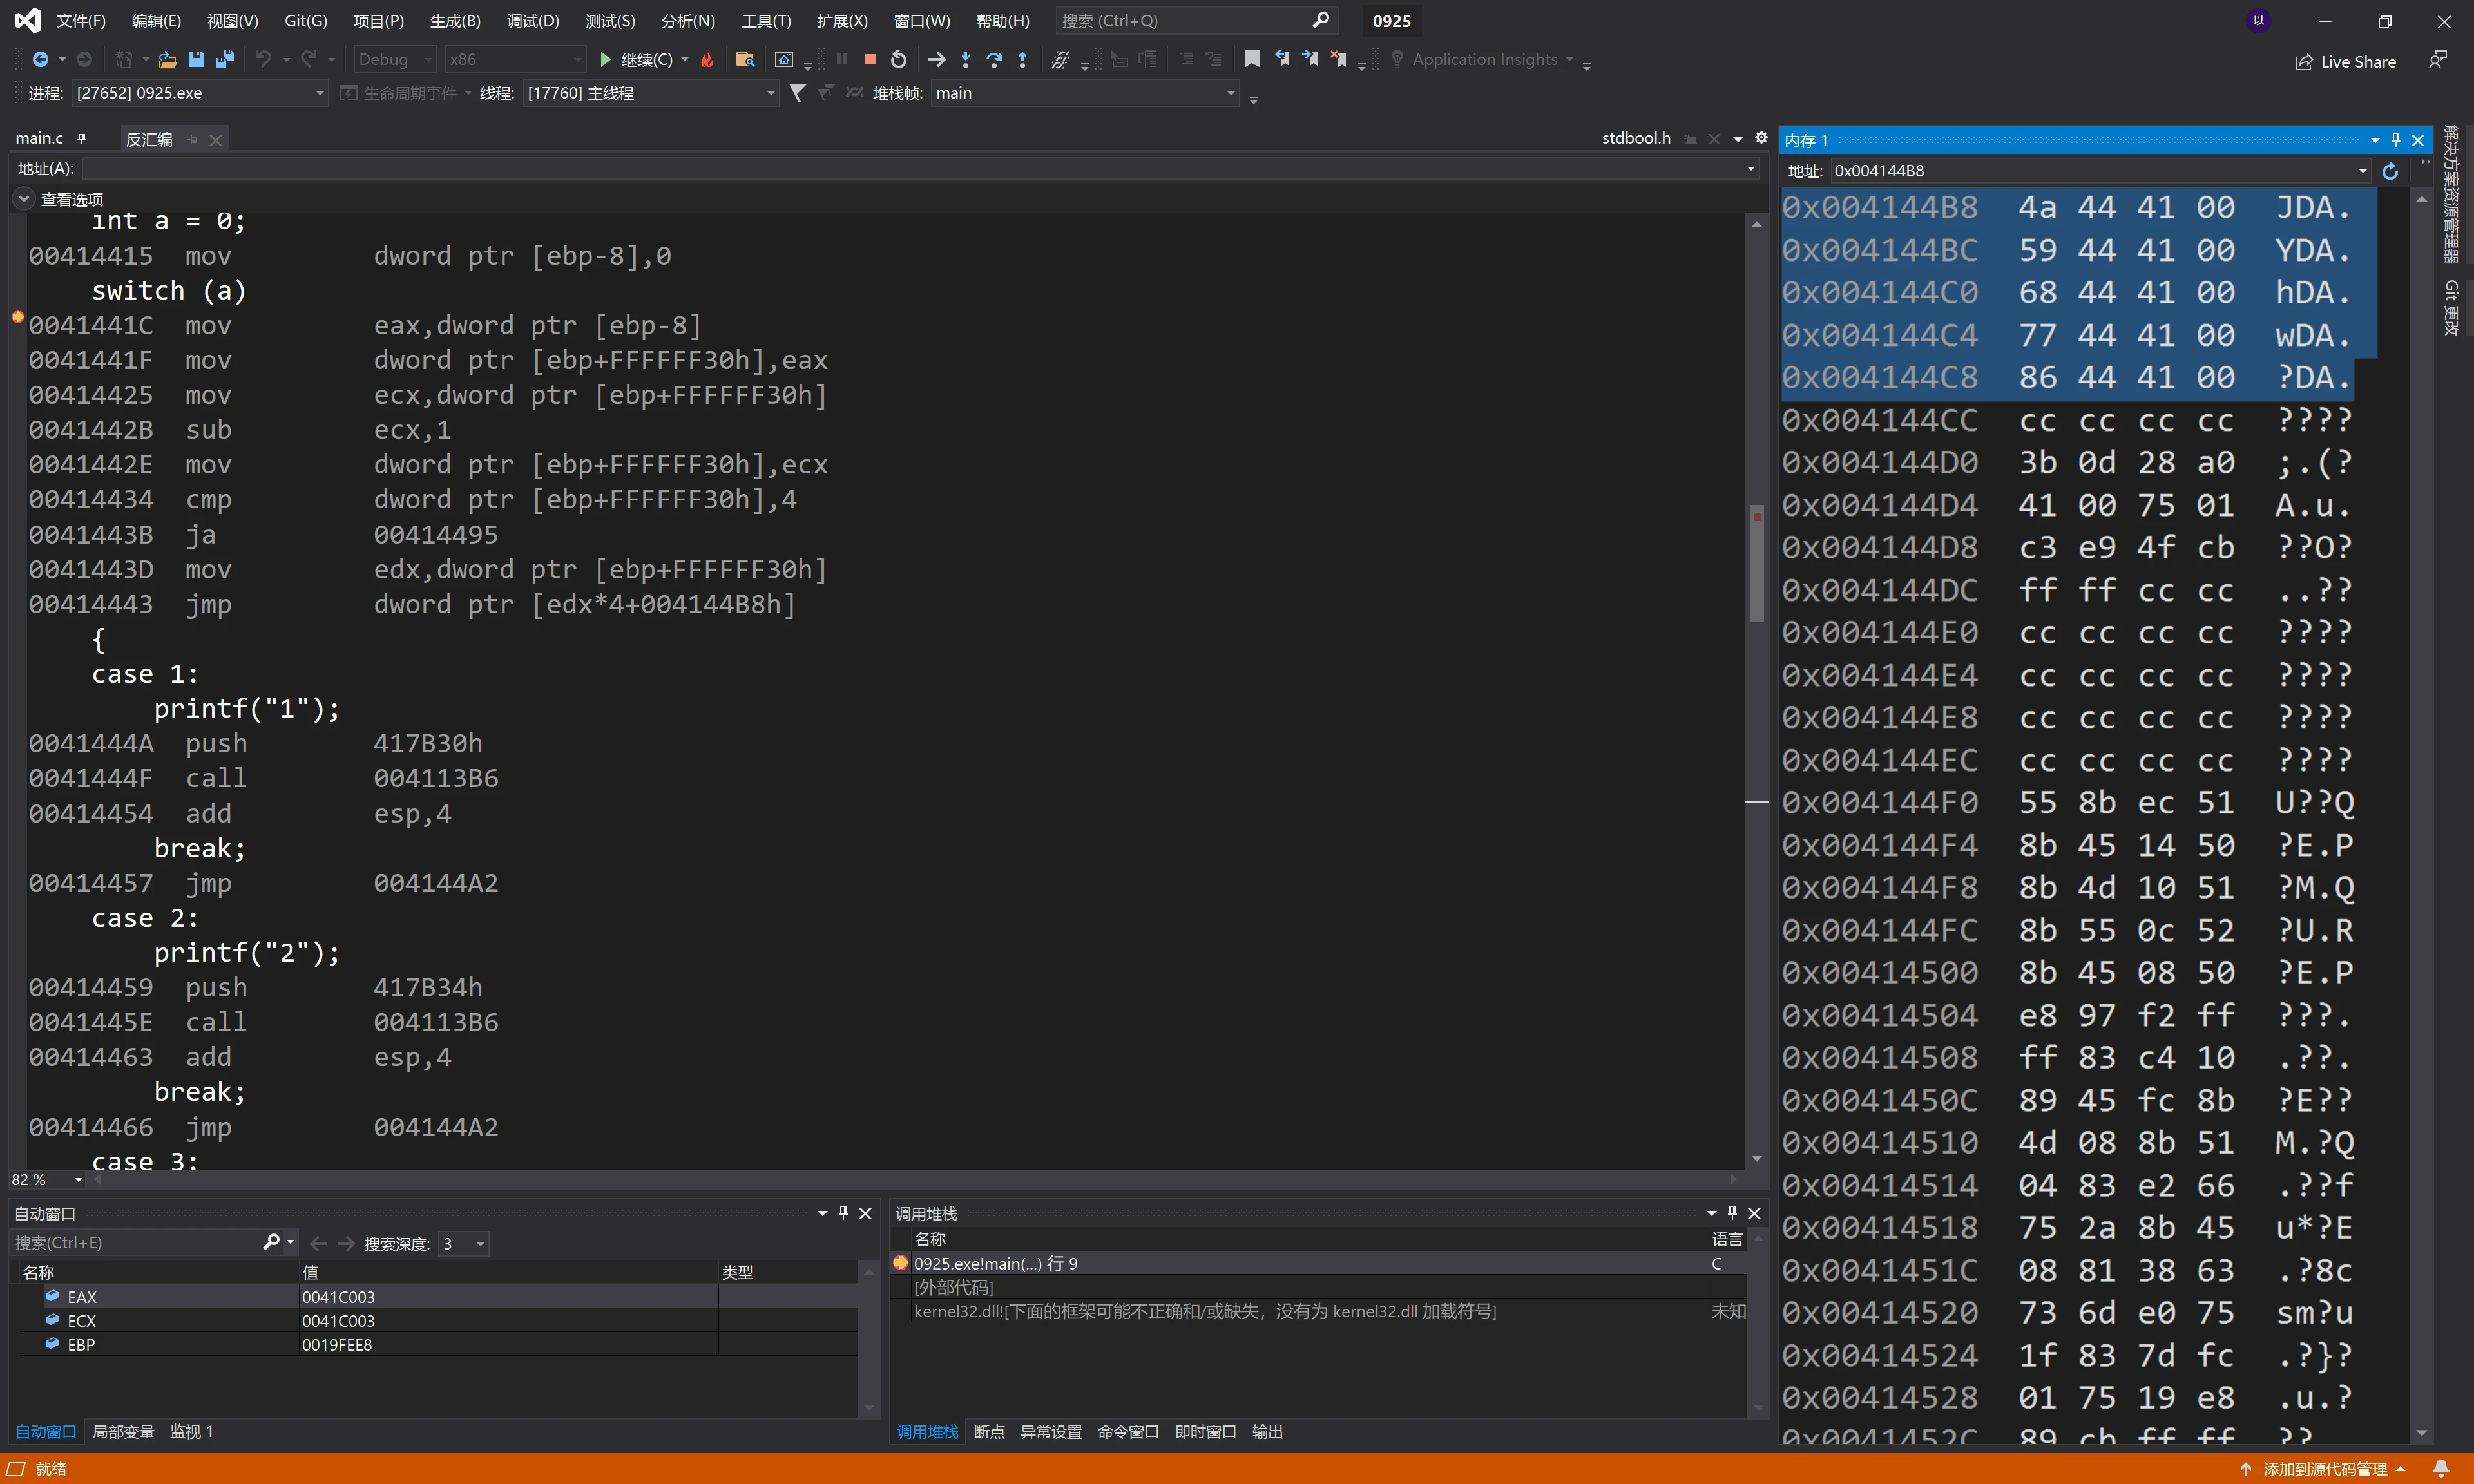 文件(F) 编辑(E) 视图(V) Git(G) 项目(P) 生成(B) 调试(D) 测试(S) 分析(N) 工具(T) 扩展(X) 窗口(W) 帮助(H) 搜索 (Ctrl+Q) 0925 以
Debug x86 继续(C) Application Insights Live Share
进程: [27652] 0925.exe 生命周期事件 线程: [17760] 主线程 堆栈帧: main
main.c 反汇编 stdbool.h
地址(A):
查看选项
int a = 0;
00414415 mov dword ptr [ebp-8],0
switch (a)
0041441C mov eax,dword ptr [ebp-8]
0041441F mov dword ptr [ebp+FFFFFF30h],eax
00414425 mov ecx,dword ptr [ebp+FFFFFF30h]
0041442B sub ecx,1
0041442E mov dword ptr [ebp+FFFFFF30h],ecx
00414434 cmp dword ptr [ebp+FFFFFF30h],4
0041443B ja 00414495
0041443D mov edx,dword ptr [ebp+FFFFFF30h]
00414443 jmp dword ptr [edx*4+004144B8h]
{
case 1:
printf("1");
0041444A push 417B30h
0041444F call 004113B6
00414454 add esp,4
break;
00414457 jmp 004144A2
case 2:
printf("2");
00414459 push 417B34h
0041445E call 004113B6
00414463 add esp,4
break;
00414466 jmp 004144A2
case 3:
82 %
内存 1
地址: 0x004144B8
0x004144B8 4a 44 41 00 JDA.
0x004144BC 59 44 41 00 YDA.
0x004144C0 68 44 41 00 hDA.
0x004144C4 77 44 41 00 wDA.
0x004144C8 86 44 41 00 ?DA.
0x004144CC cc cc cc cc ????
0x004144D0 3b 0d 28 a0 ;.(?
0x004144D4 41 00 75 01 A.u.
0x004144D8 c3 e9 4f cb ??O?
0x004144DC ff ff cc cc ..??
0x004144E0 cc cc cc cc ????
0x004144E4 cc cc cc cc ????
0x004144E8 cc cc cc cc ????
0x004144EC cc cc cc cc ????
0x004144F0 55 8b ec 51 U??Q
0x004144F4 8b 45 14 50 ?E.P
0x004144F8 8b 4d 10 51 ?M.Q
0x004144FC 8b 55 0c 52 ?U.R
0x00414500 8b 45 08 50 ?E.P
0x00414504 e8 97 f2 ff ???.
0x00414508 ff 83 c4 10 .??.
0x0041450C 89 45 fc 8b ?E??
0x00414510 4d 08 8b 51 M.?Q
0x00414514 04 83 e2 66 .??f
0x00414518 75 2a 8b 45 u*?E
0x0041451C 08 81 38 63 .?8c
0x00414520 73 6d e0 75 sm?u
0x00414524 1f 83 7d fc .?}?
0x00414528 01 75 19 e8 .u.?
0x0041452C 89 cb ff ff ??
解决方案资源管理器
Git 更改
自动窗口
搜索(Ctrl+E) 搜索深度: 3
名称 值 类型
EAX 0041C003
ECX 0041C003
EBP 0019FEE8
自动窗口 局部变量 监视 1
调用堆栈
名称 语言
0925.exe!main(...) 行 9 C
[外部代码]
kernel32.dll![下面的框架可能不正确和/或缺失，没有为 kernel32.dll 加载符号] 未知
调用堆栈 断点 异常设置 命令窗口 即时窗口 输出
就绪 添加到源代码管理